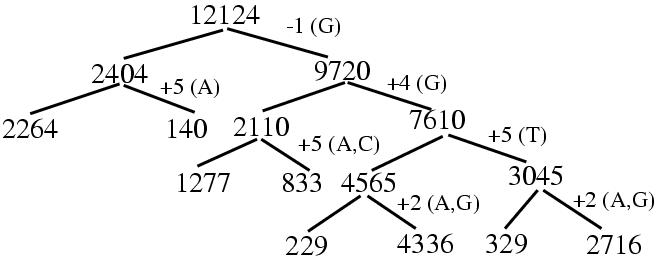 12124
-1 (G)
2404
9720
+5 (A)
+4 (G)
2264
140
2110
7610
+5 (A,C)
+5 (T)
1277
833
4565
3045
+2 (A,G)
+2 (A,G)
229
4336
329
2716